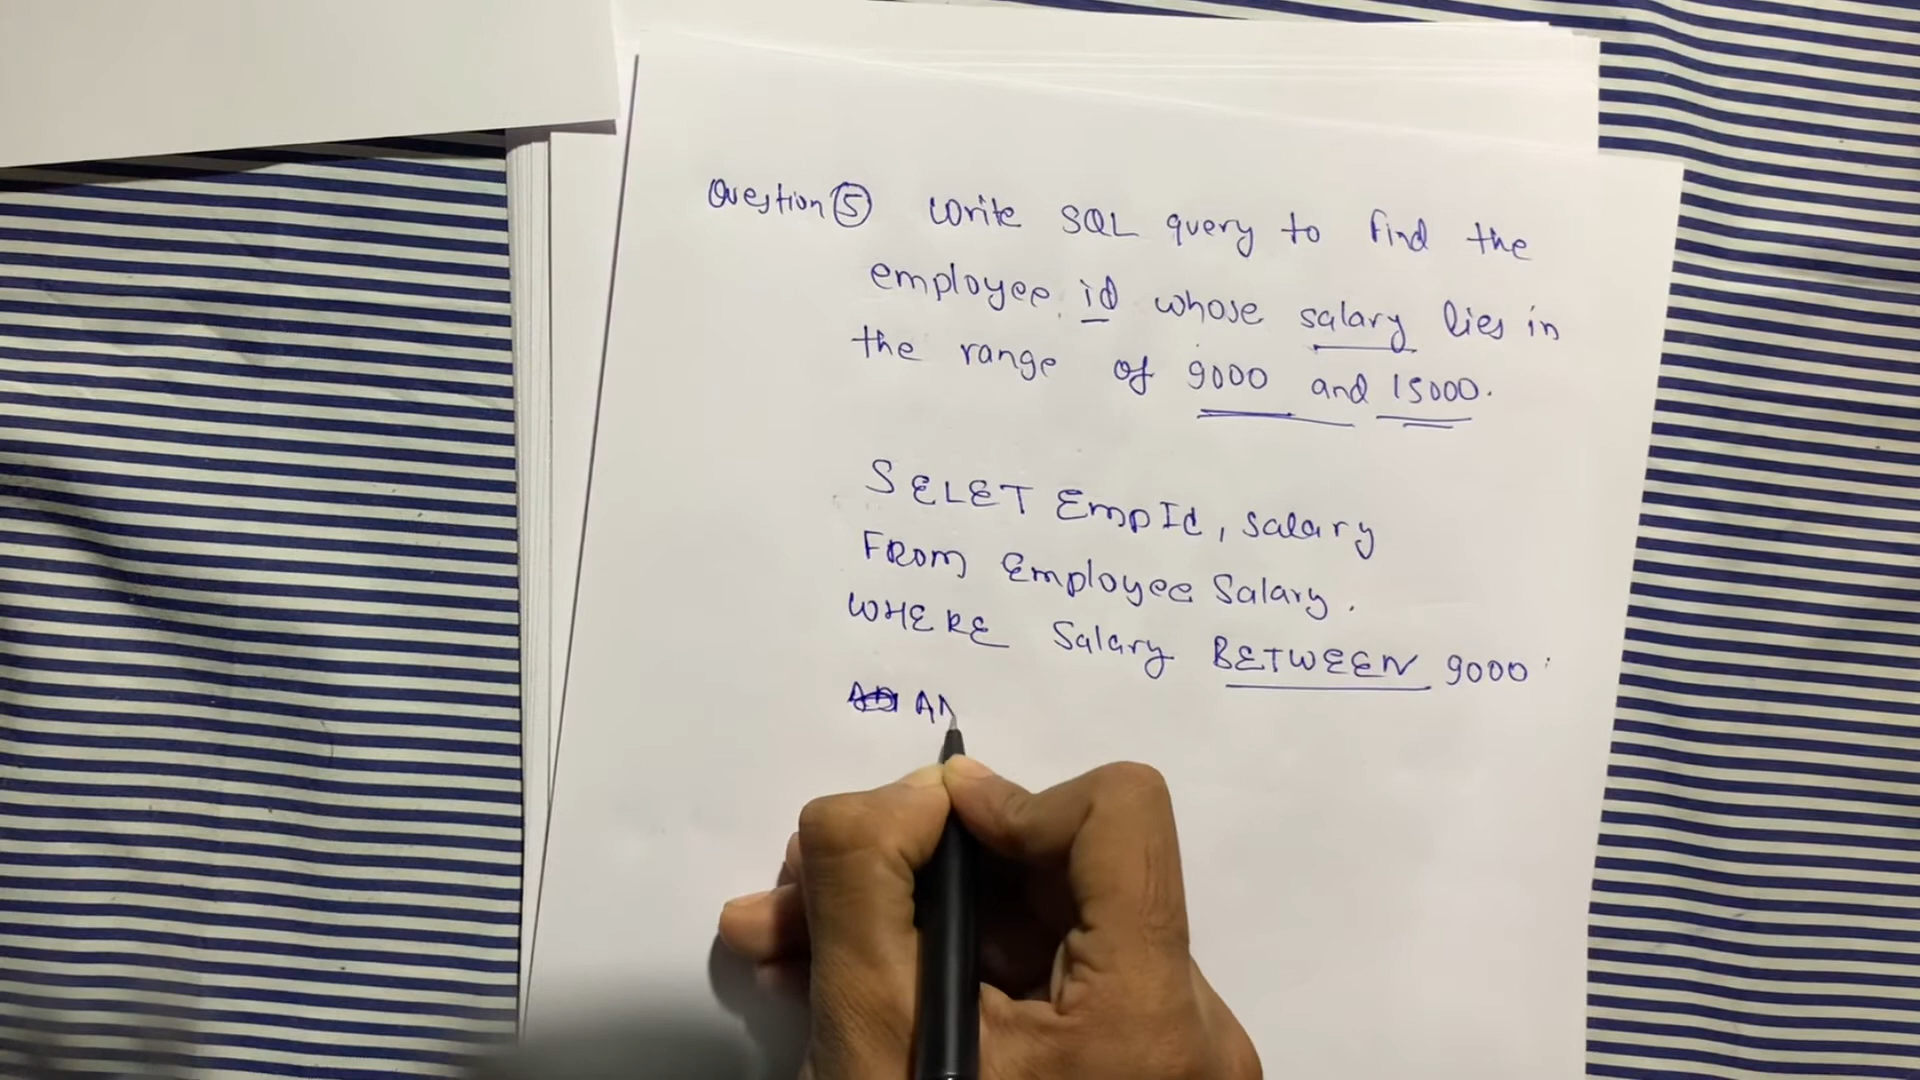 Question ⑤ Write SQL query to find the
employee id whose salary lies in
the range of 9000 and 15000.
SELET EmpId, Salary
FROM Employee Salary.
WHERE Salary BETWEEN 9000
AN